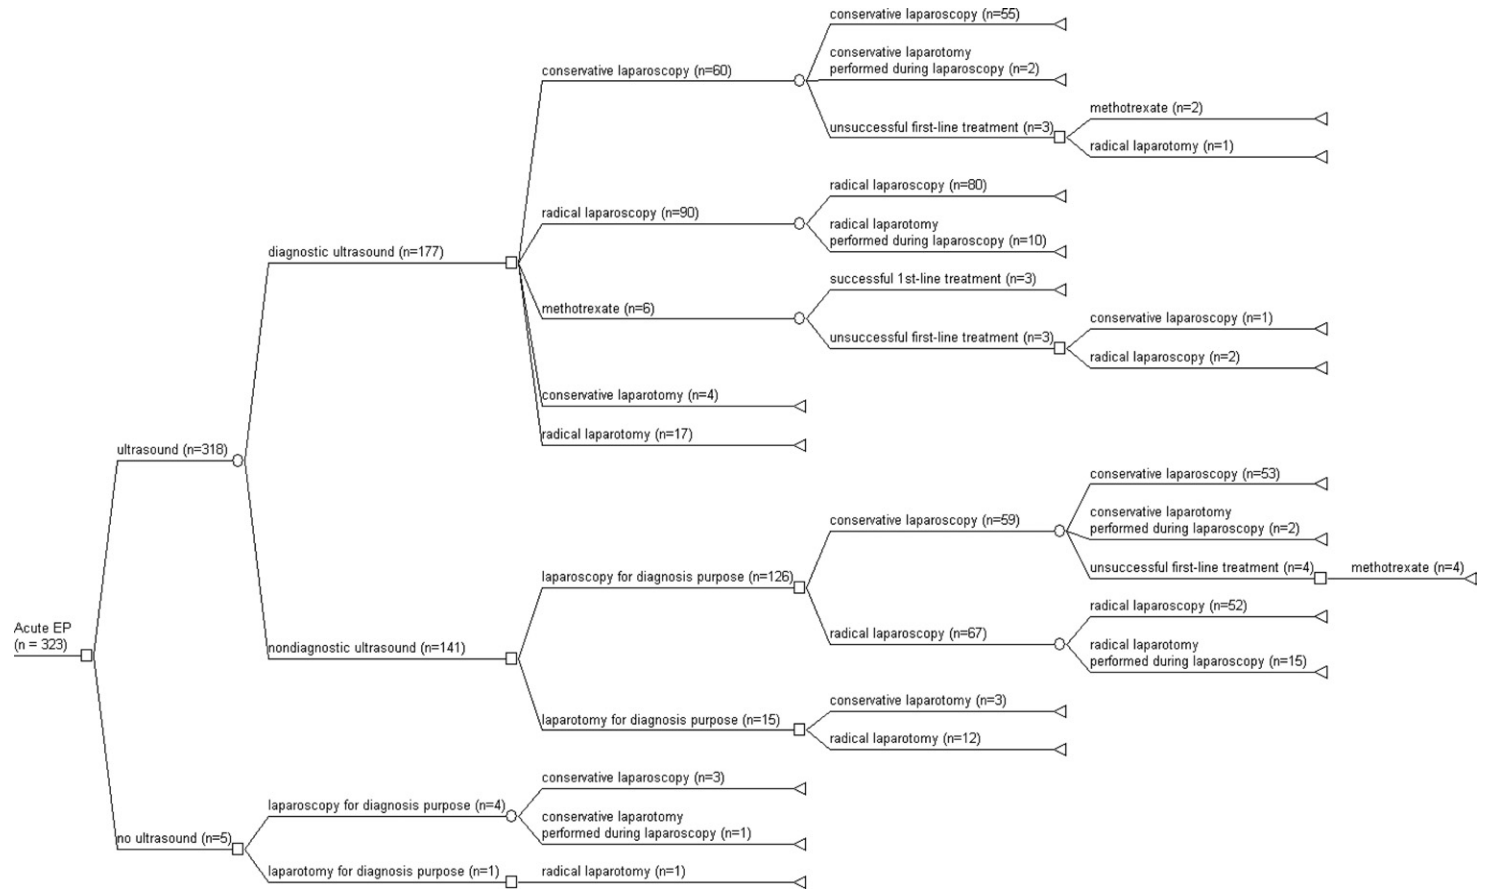 conservative laparoscopy (n=55)
conservative laparotomy
performed during laparoscopy (n=2)
conservative laparoscopy (n=60)
methotrexate (n=2)
unsuccessful first-line treatment (n=3)
radical laparotomy (n=1)
radical laparoscopy (n=80)
radical laparoscopy (n=90)
radical laparotomy
performed during laparoscopy (n=10)
diagnostic ultrasound (n=177)
successful 1st-line treatment (n=3)
methotrexate (n=6)
conservative laparoscopy (n=1)
unsuccessful first-line treatment (n=3)
radical laparoscopy (n=2)
conservative laparotomy (n=4)
radical laparotomy (n=17)
ultrasound (n=318)
conservative laparoscopy (n=53)
conservative laparotomy
performed during laparoscopy (n=2)
conservative laparoscopy (n=59)
unsuccessful first-line treatment (n=4)
methotrexate (n=4)
laparoscopy for diagnosis purpose (n=126)
radical laparoscopy (n=52)
radical laparoscopy (n=67)
radical laparotomy
performed during laparoscopy (n=15)
Acute EP
(n = 323)
nondiagnostic ultrasound (n=141)
conservative laparotomy (n=3)
laparotomy for diagnosis purpose (n=15)
radical laparotomy (n=12)
conservative laparoscopy (n=3)
laparoscopy for diagnosis purpose (n=4)
conservative laparotomy
performed during laparoscopy (n=1)
no ultrasound (n=5)
laparotomy for diagnosis purpose (n=1)
radical laparotomy (n=1)